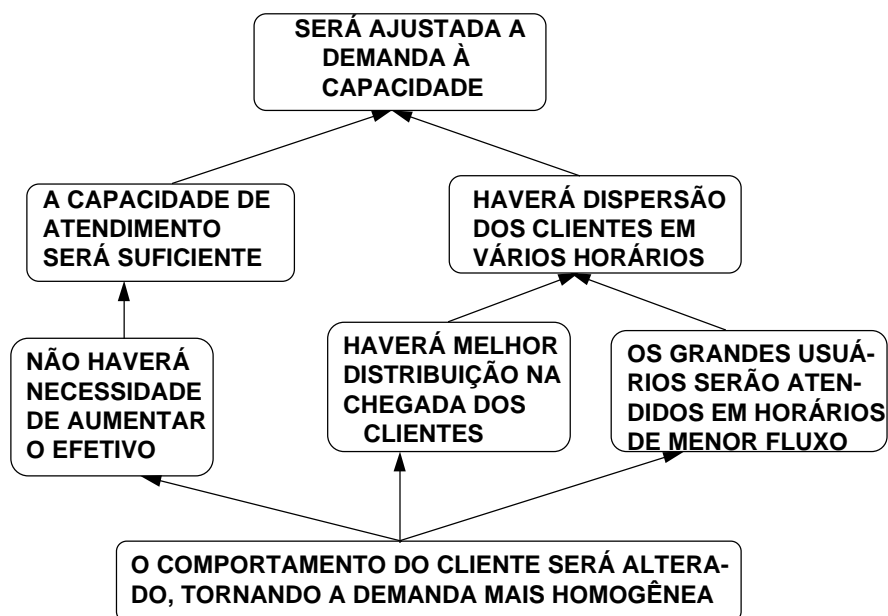 SERÁ AJUSTADA A
DEMANDA À
CAPACIDADE
A CAPACIDADE DE
ATENDIMENTO
SERÁ SUFICIENTE
HAVERÁ DISPERSÃO
DOS CLIENTES EM
VÁRIOS HORÁRIOS
NÃO HAVERÁ
NECESSIDADE
DE AUMENTAR
O EFETIVO
HAVERÁ MELHOR
DISTRIBUIÇÃO NA
CHEGADA DOS
CLIENTES
OS GRANDES USUÁ-
RIOS SERÃO ATEN-
DIDOS EM HORÁRIOS
DE MENOR FLUXO
O COMPORTAMENTO DO CLIENTE SERÁ ALTERA-
DO, TORNANDO A DEMANDA MAIS HOMOGÊNEA